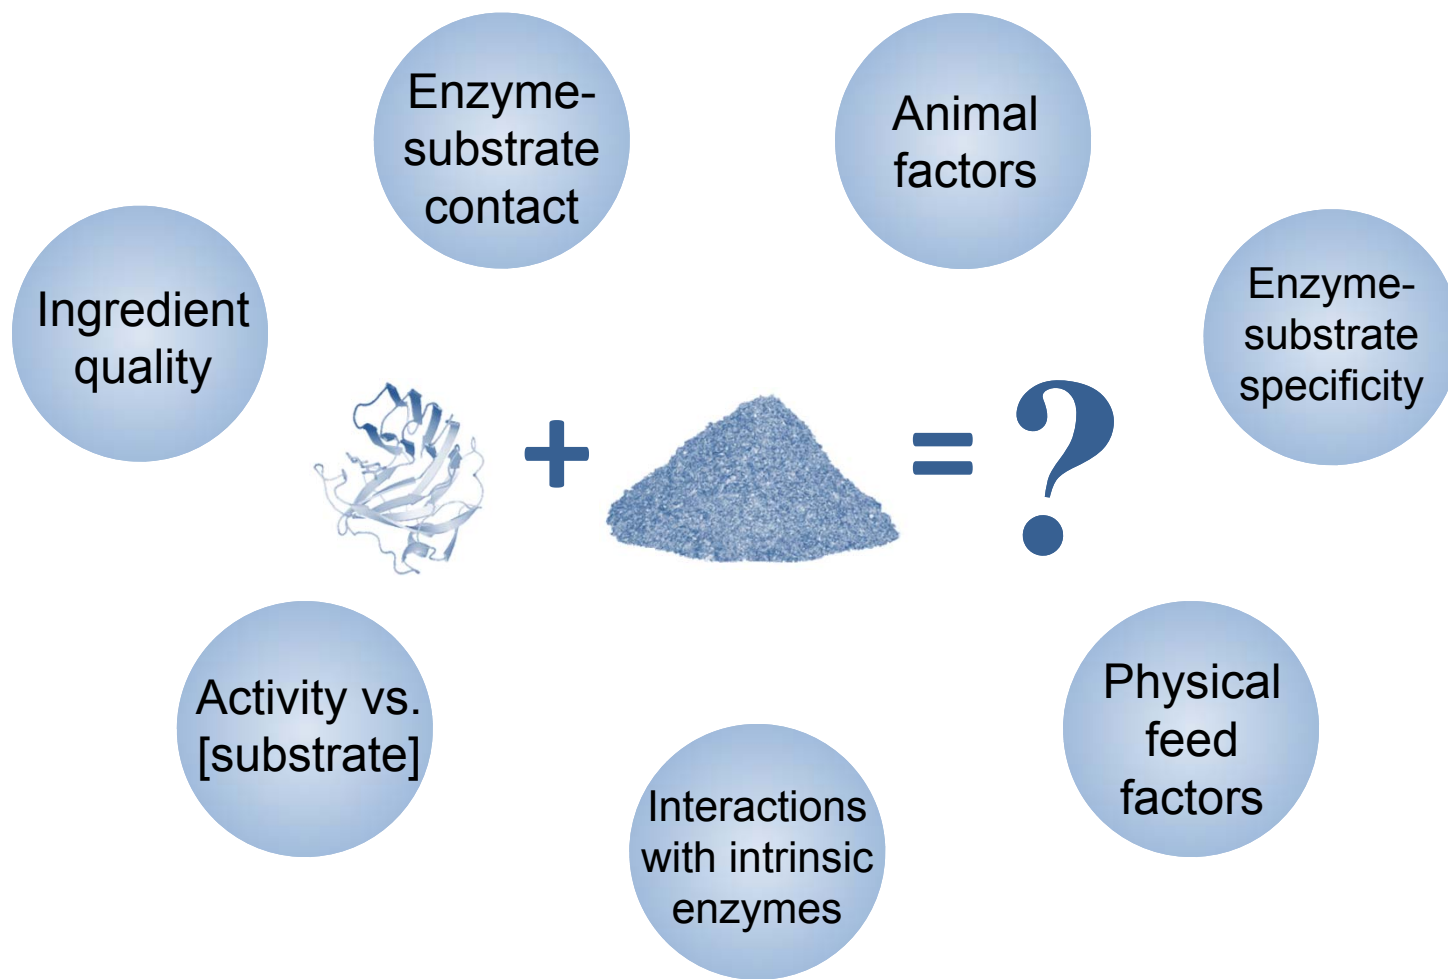 Enzyme-
substrate
contact
Animal
factors
Ingredient
quality
Enzyme-
substrate
specificity
+ = ?
Activity vs.
[substrate]
Interactions
with intrinsic
enzymes
Physical
feed
factors